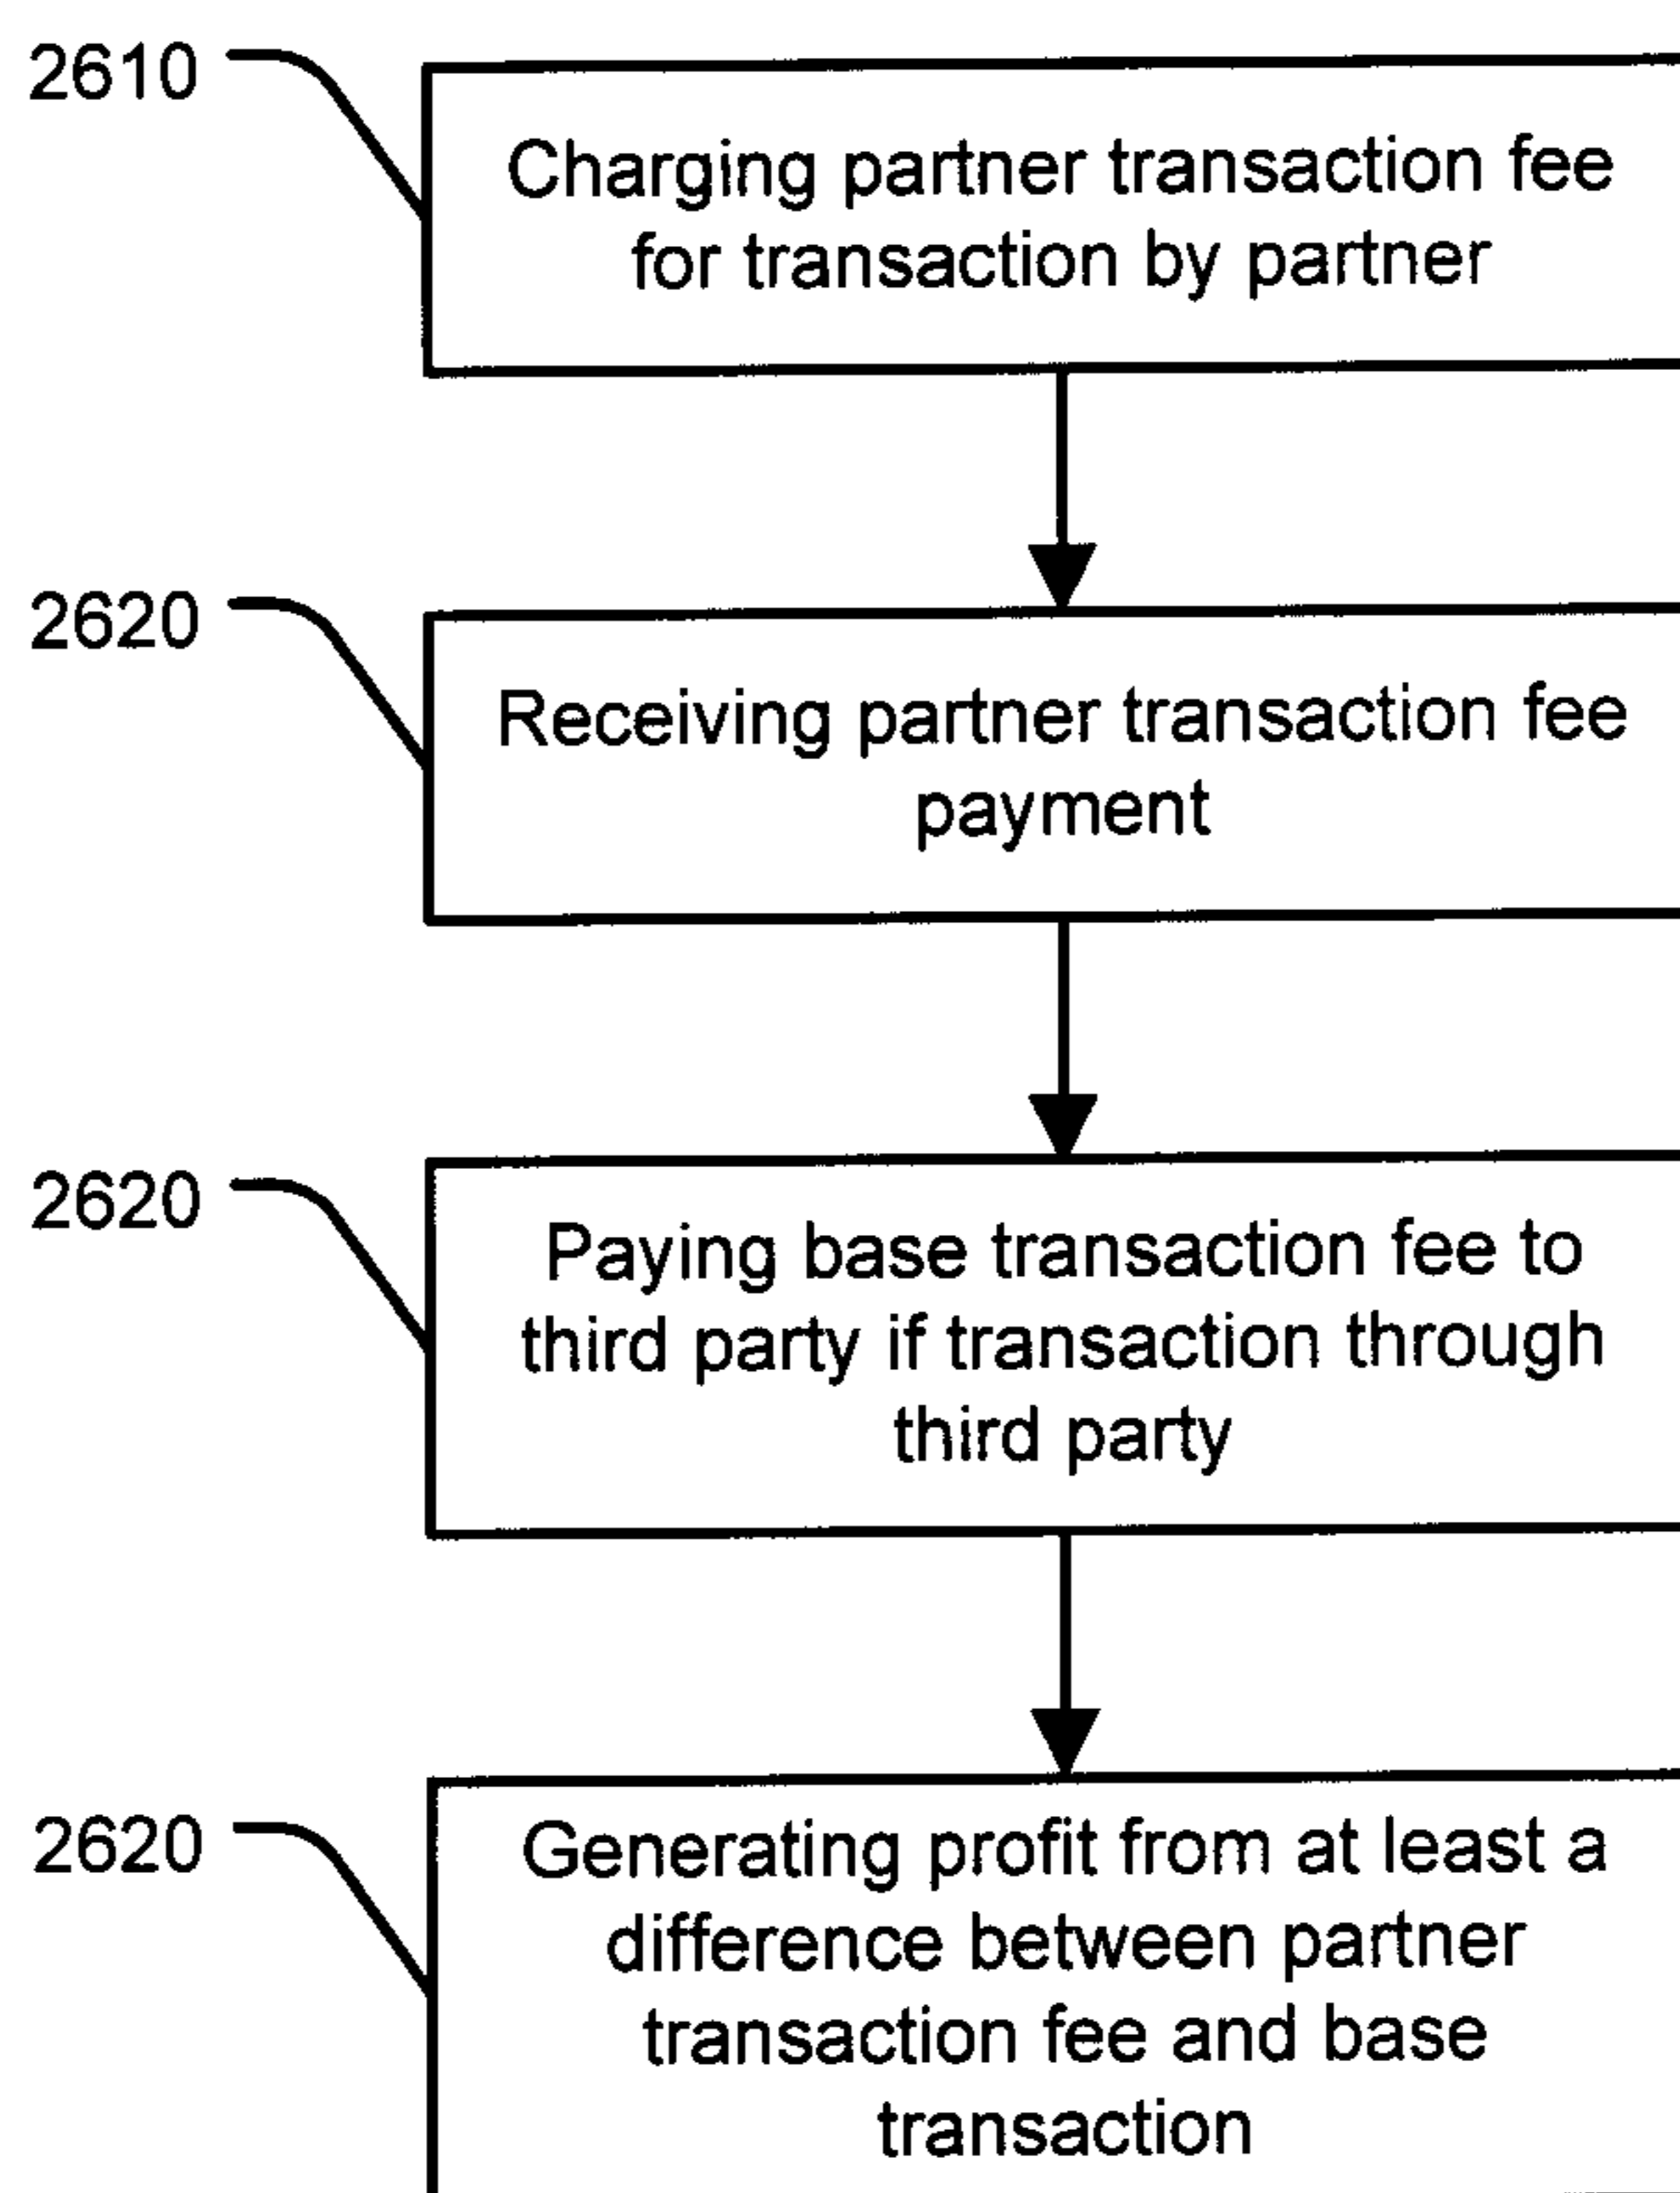 2610
Charging partner transaction fee
for transaction by partner
2620
Receiving partner transaction fee
payment
2620
Paying base transaction fee to
third party if transaction through
third party
2620
Generating profit from at least a
difference between partner
transaction fee and base
transaction